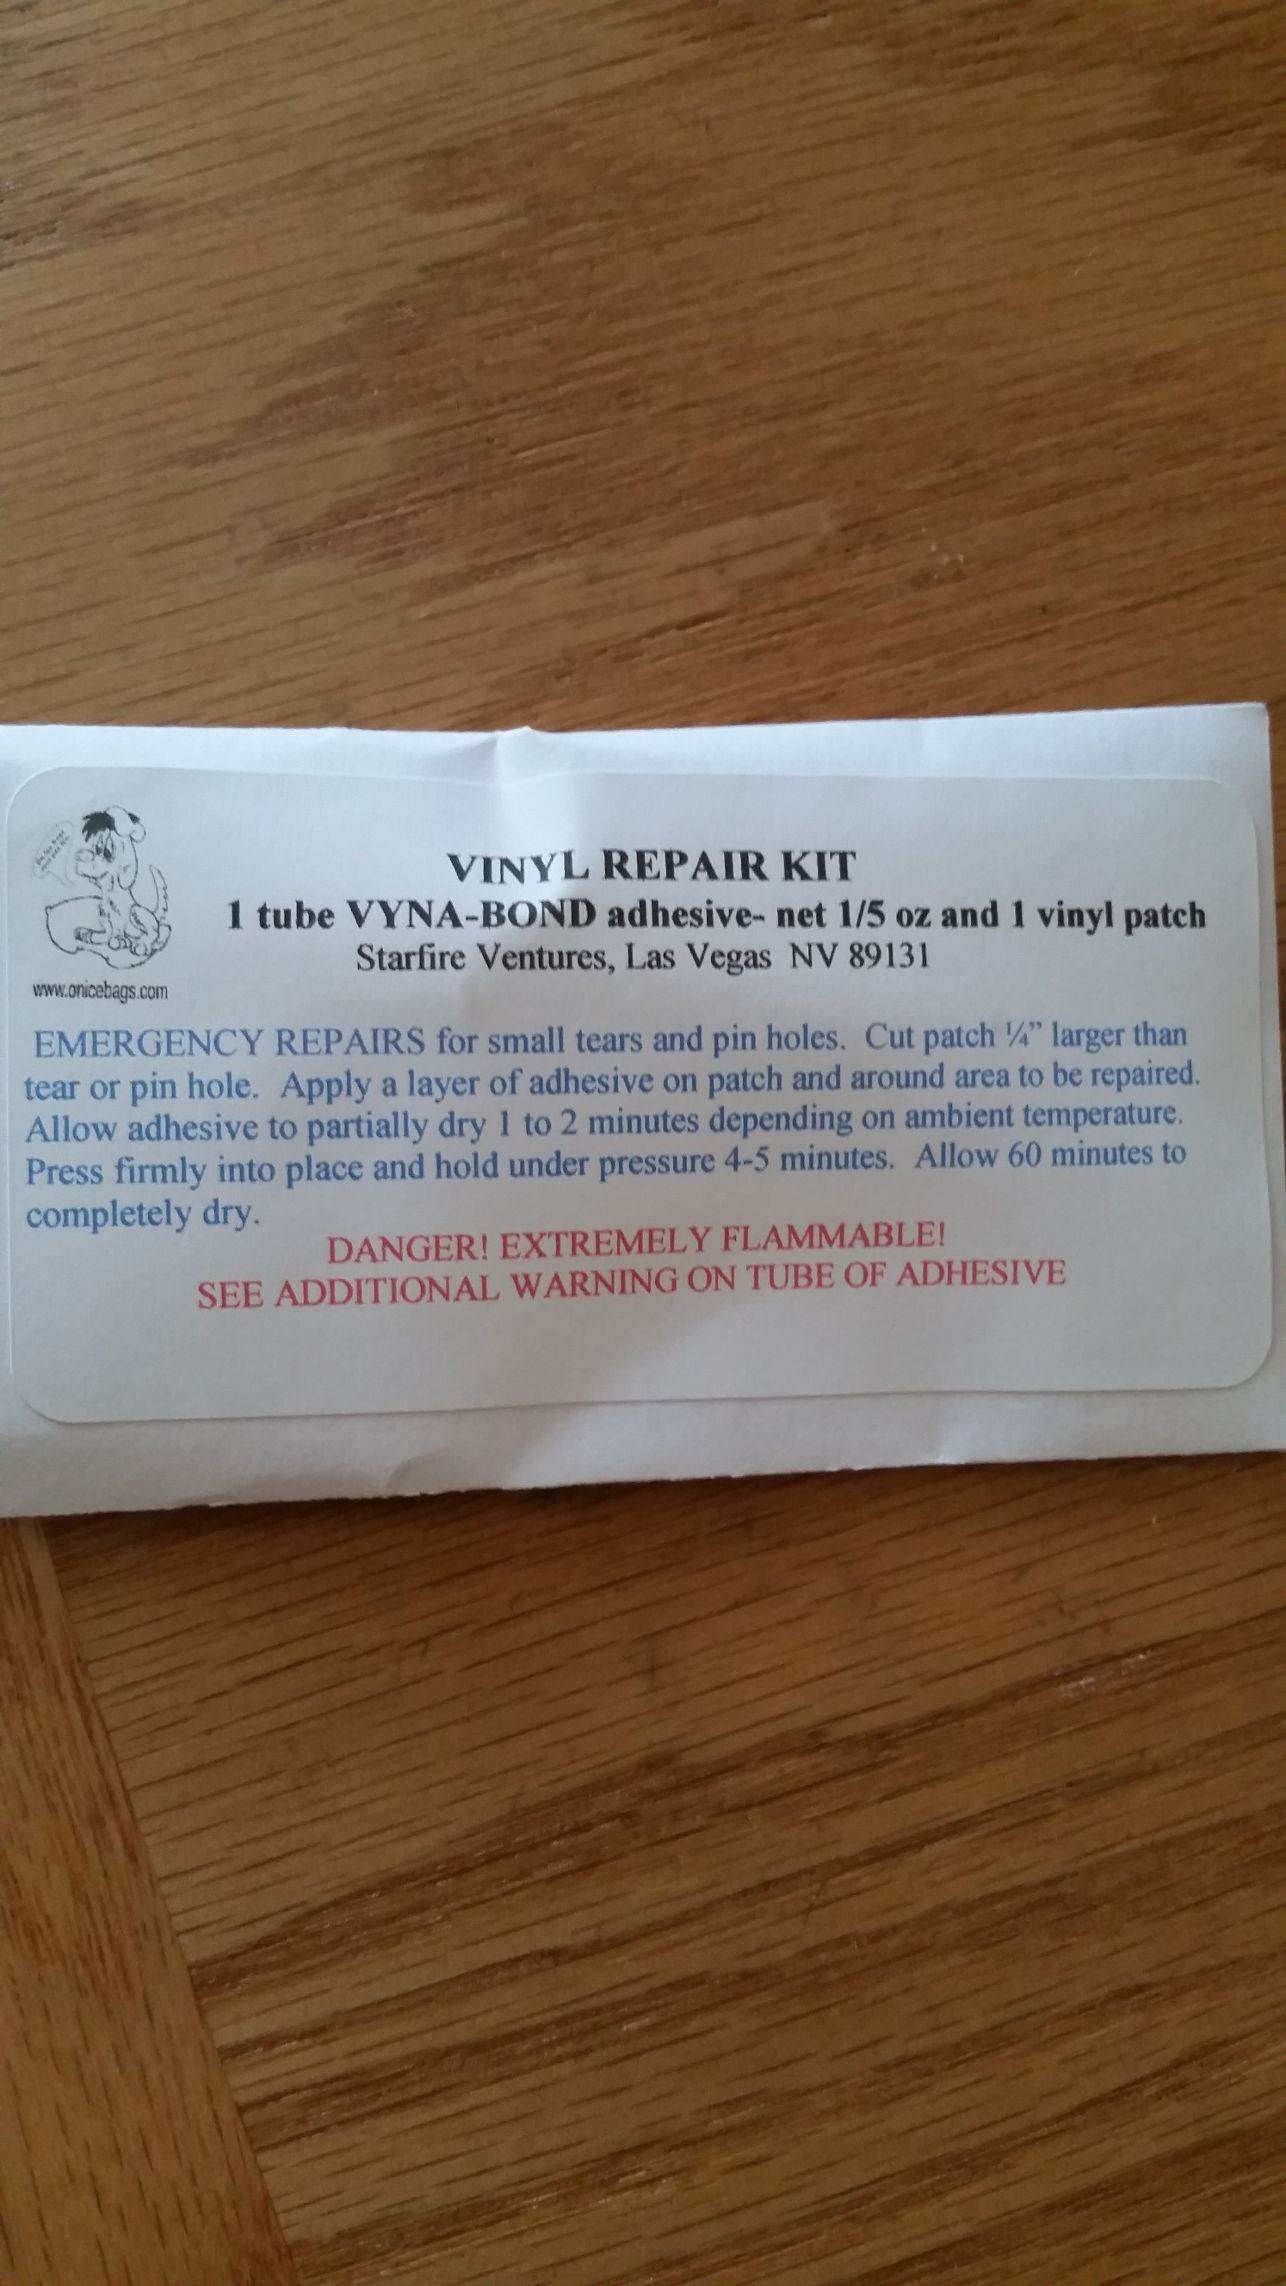 VINYL REPAIR KIT
1 tube VYNA-BOND adhesive- net 1/5 oz and 1 vinyl patch
Starfire Ventures, Las Vegas NV 89131
www.onicebags.com
EMERGENCY REPAIRS for small tears and pin holes. Cut patch ¼” larger than
tear or pin hole. Apply a layer of adhesive on patch and around area to be repaired.
Allow adhesive to partially dry 1 to 2 minutes depending on ambient temperature.
Press firmly into place and hold under pressure 4-5 minutes. Allow 60 minutes to
completely dry.
DANGER! EXTREMELY FLAMMABLE!
SEE ADDITIONAL WARNING ON TUBE OF ADHESIVE